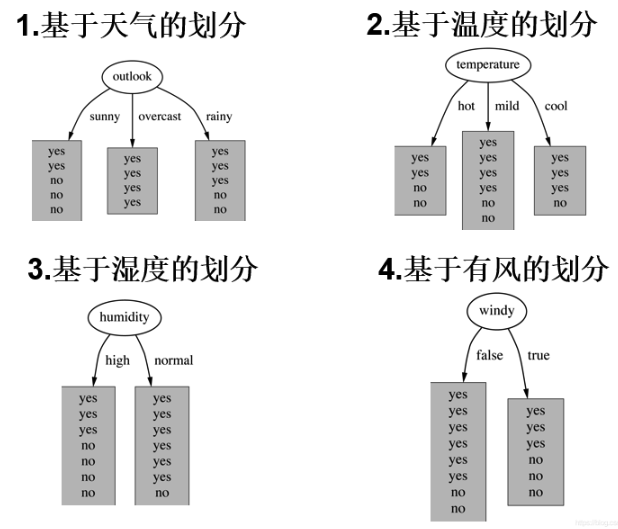 1.基于天气的划分
outlook
sunny overcast rainy
yes
yes
no
no
no
yes
yes
yes
yes
yes
yes
yes
no
no
2.基于温度的划分
temperature
hot mild cool
yes
yes
no
no
yes
yes
yes
yes
no
no
yes
yes
yes
no
3.基于湿度的划分
humidity
high normal
yes
yes
yes
no
no
no
no
yes
yes
yes
yes
yes
yes
no
4.基于有风的划分
windy
false true
yes
yes
yes
yes
yes
yes
no
no
yes
yes
yes
no
no
no